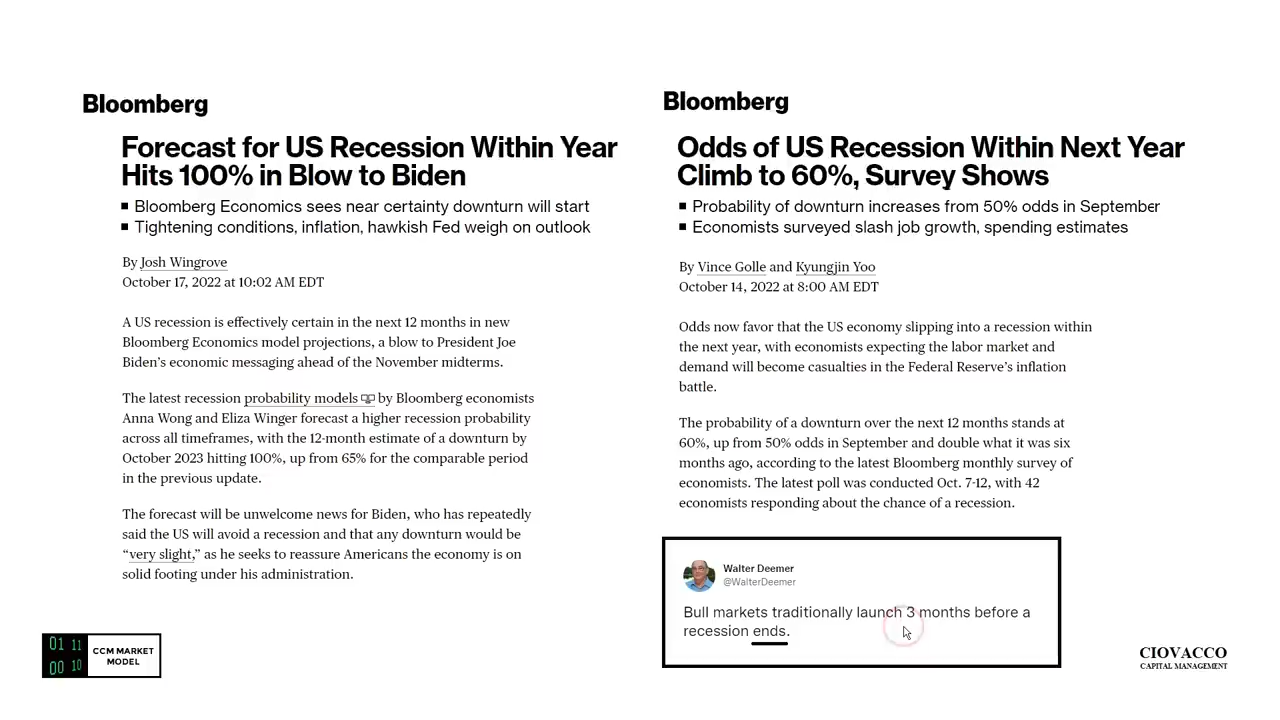 Bloomberg
Forecast for US Recession Within Year
Hits 100% in Blow to Biden
■ Bloomberg Economics sees near certainty downturn will start
■ Tightening conditions, inflation, hawkish Fed weigh on outlook
By Josh Wingrove
October 17, 2022 at 10:02 AM EDT
A US recession is effectively certain in the next 12 months in new
Bloomberg Economics model projections, a blow to President Joe
Biden's economic messaging ahead of the November midterms.
The latest recession probability models by Bloomberg economists
Anna Wong and Eliza Winger forecast a higher recession probability
across all timeframes, with the 12-month estimate of a downturn by
October 2023 hitting 100%, up from 65% for the comparable period
in the previous update.
The forecast will be unwelcome news for Biden, who has repeatedly
said the US will avoid a recession and that any downturn would be
“very slight,” as he seeks to reassure Americans the economy is on
solid footing under his administration.
01 11
00 10
CCM MARKET
MODEL
Bloomberg
Odds of US Recession Within Next Year
Climb to 60%, Survey Shows
■ Probability of downturn increases from 50% odds in September
■ Economists surveyed slash job growth, spending estimates
By Vince Golle and Kyungjin Yoo
October 14, 2022 at 8:00 AM EDT
Odds now favor that the US economy slipping into a recession within
the next year, with economists expecting the labor market and
demand will become casualties in the Federal Reserve's inflation
battle.
The probability of a downturn over the next 12 months stands at
60%, up from 50% odds in September and double what it was six
months ago, according to the latest Bloomberg monthly survey of
economists. The latest poll was conducted Oct. 7-12, with 42
economists responding about the chance of a recession.
Walter Deemer
@WalterDeemer
Bull markets traditionally launch 3 months before a
recession ends.
CIOVACCO
CAPITAL MANAGEMENT